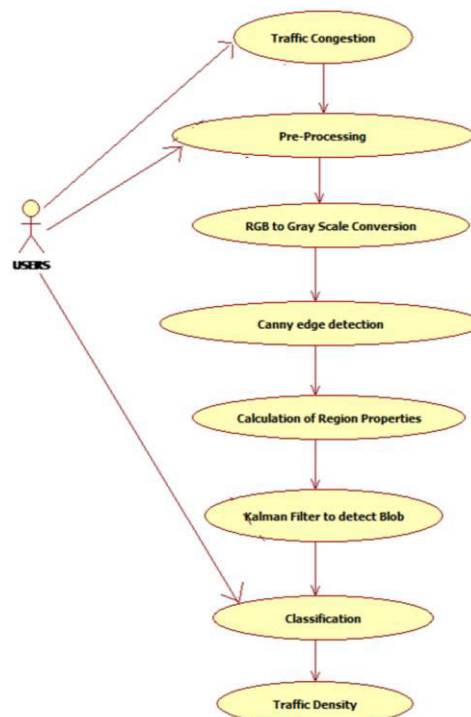 Traffic Congestion
Pre-Processing
USERS
RGB to Gray Scale Conversion
Canny edge detection
Calculation of Region Properties
Kalman Filter to detect Blob
Classification
Traffic Density